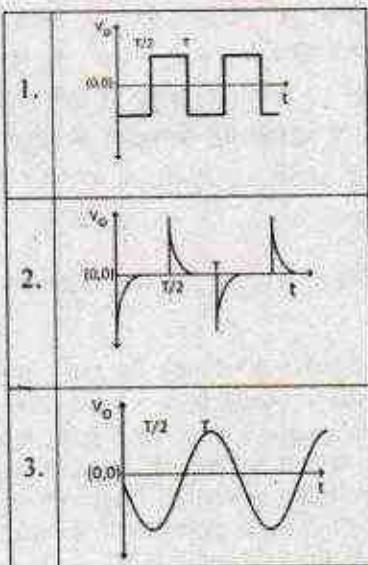 1.
V₀
T/2 T
(0,0)
t
2.
V₀
(0,0)
T/2
T
t
3.
V₀
T/2 T
(0,0)
t